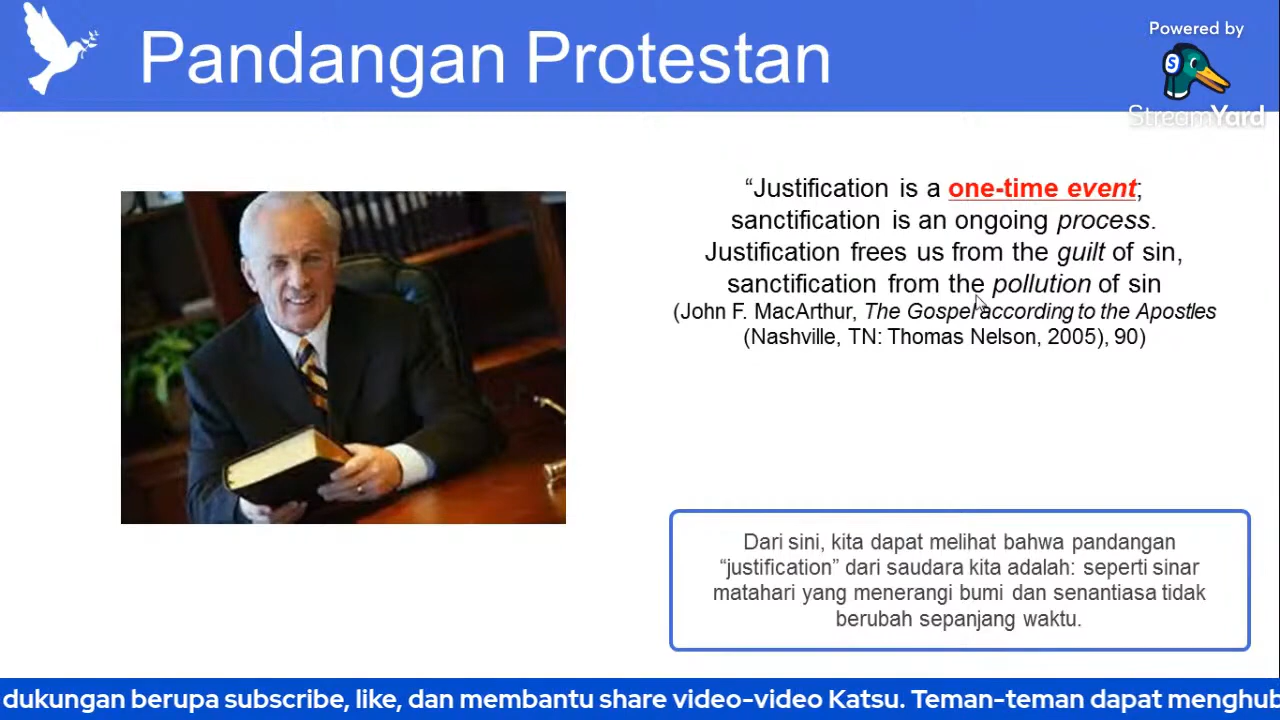 Pandangan Protestan
Powered by
S
StreamYard
“Justification is a one-time event;
sanctification is an ongoing process.
Justification frees us from the guilt of sin,
sanctification from the pollution of sin
(John F. MacArthur, The Gospel according to the Apostles
(Nashville, TN: Thomas Nelson, 2005), 90)
Dari sini, kita dapat melihat bahwa pandangan
“justification” dari saudara kita adalah: seperti sinar
matahari yang menerangi bumi dan senantiasa tidak
berubah sepanjang waktu.
dukungan berupa subscribe, like, dan membantu share video-video Katsu. Teman-teman dapat menghub